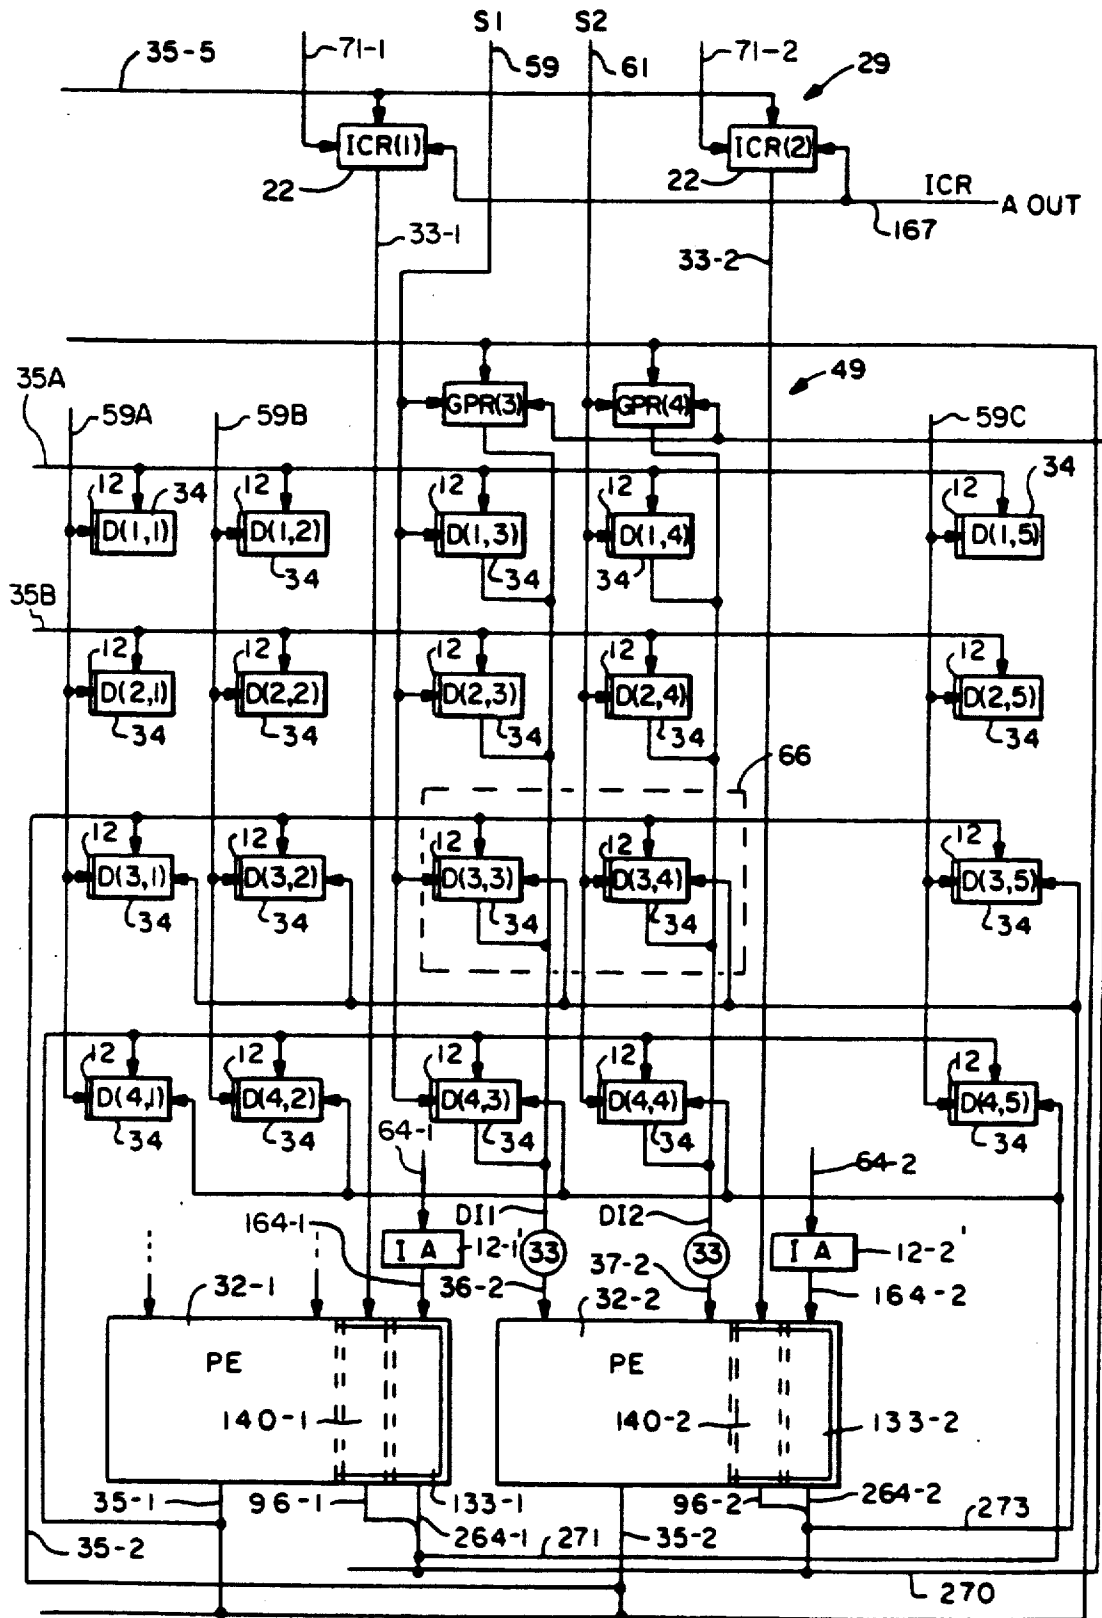 S1 S2
35-5 71-1 59 61 71-2 29
ICR(1) ICR(2)
22 22 ICR
A OUT
33-1 33-2 167
35A 49
59A 59B GPR(3) GPR(4) 59C
12 34 12 12 12 12 34
D(1,1) D(1,2) D(1,3) D(1,4) D(1,5)
34 34 34
35B
12 12 12 12 12
D(2,1) D(2,2) D(2,3) D(2,4) D(2,5)
34 34 34 34 34
66
12 12 12 12 12
D(3,1) D(3,2) D(3,3) D(3,4) D(3,5)
34 34 34 34 34
12 12 12 12 12
D(4,1) D(4,2) D(4,3) D(4,4) D(4,5)
34 34 64-1 34 34 34
64-2
164-1 DI1 DI2
IA 12-1' 33 33 IA 12-2'
32-1 36-2 37-2 32-2 164-2
PE PE
140-1 140-2 133-2
35-1 96-1 133-1 96-2 264-2
35-2 264-1 271 35-2 273
270